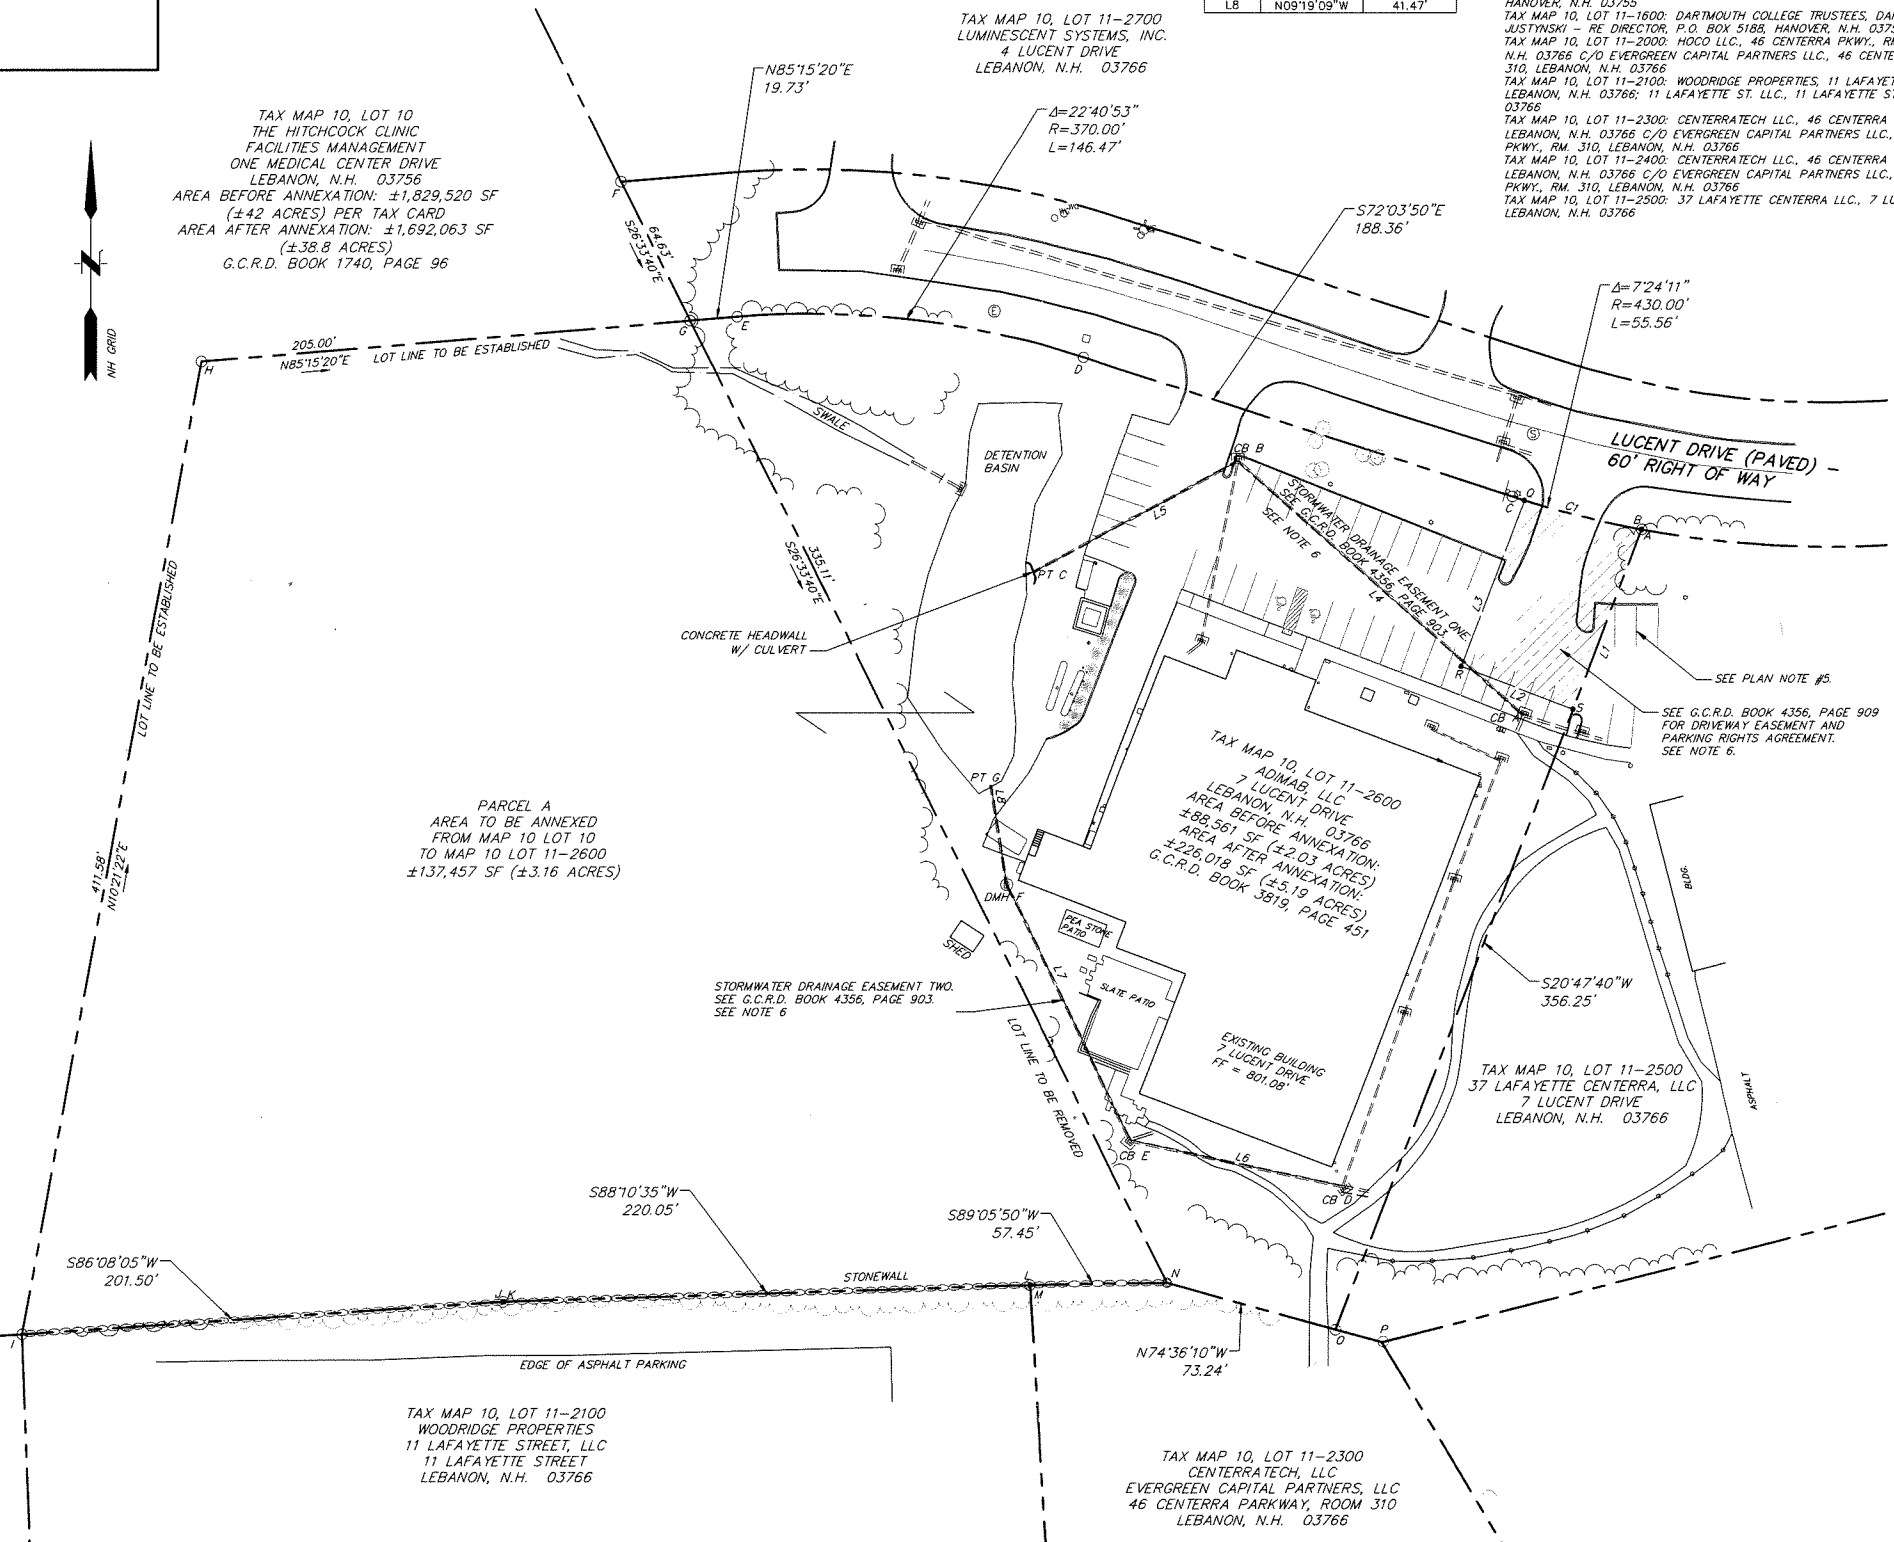 L8 N09°19'09"W 41.47'
HANOVER, N.H. 03755
TAX MAP 10, LOT 11-1600: DARTMOUTH COLLEGE TRUSTEES,
JUSTYNSKI - RE DIRECTOR, P.O. BOX 5188, HANOVER, N.H.
TAX MAP 10, LOT 11-2000: HOCO LLC., 46 CENTERRA PKWY.,
N.H. 03766 C/O EVERGREEN CAPITAL PARTNERS LLC., 46
310, LEBANON, N.H. 03766
TAX MAP 10, LOT 11-2100: WOODRIDGE PROPERTIES, 11
LEBANON, N.H. 03766; 11 LAFAYETTE ST. LLC., 11 LAFAYETTE
03766
TAX MAP 10, LOT 11-2300: CENTERRATECH LLC., 46 CENTERRA
LEBANON, N.H. 03766 C/O EVERGREEN CAPITAL PARTNERS LLC.,
PKWY., RM. 310, LEBANON, N.H. 03766
TAX MAP 10, LOT 11-2400: CENTERRATECH LLC., 46 CENTERRA
LEBANON, N.H. 03766 C/O EVERGREEN CAPITAL PARTNERS LLC.,
PKWY., RM. 310, LEBANON, N.H. 03766
TAX MAP 10, LOT 11-2500: 37 LAFAYETTE CENTERRA LLC., 7
LEBANON, N.H. 03766
TAX MAP 10, LOT 11-2700
LUMINESCENT SYSTEMS, INC.
4 LUCENT DRIVE
LEBANON, N.H. 03766
TAX MAP 10, LOT 10
THE HITCHCOCK CLINIC
FACILITIES MANAGEMENT
ONE MEDICAL CENTER DRIVE
LEBANON, N.H. 03756
AREA BEFORE ANNEXATION: ±1,829,520 SF
(±42 ACRES) PER TAX CARD
AREA AFTER ANNEXATION: ±1,692,063 SF
(±38.8 ACRES)
G.C.R.D. BOOK 1740, PAGE 96
N
NH GRID
N85°15'20"E
19.73'
Δ=22°40'53"
R=370.00'
L=146.47'
S72°03'50"E
188.36'
Δ=7°24'11"
R=430.00'
L=55.56'
F
64.63'
S26°33'40"E
G
E
E
D
H
205.00'
N85°15'20"E
LOT LINE TO BE ESTABLISHED
SWALE
DETENTION
BASIN
CB B
L5
STORMWATER DRAINAGE EASEMENT ONE.
SEE G.C.R.D. BOOK 4356, PAGE 903.
SEE NOTE 6
L4
L3
S
C
Q
C1
B
A
LUCENT DRIVE (PAVED) -
60' RIGHT OF WAY
L1
R
L2
CB A
S
SEE PLAN NOTE #5.
SEE G.C.R.D. BOOK 4356, PAGE 909
FOR DRIVEWAY EASEMENT AND
PARKING RIGHTS AGREEMENT.
SEE NOTE 6.
335.11'
S26°33'40"E
PT C
CONCRETE HEADWALL
W/ CULVERT
LOT LINE TO BE ESTABLISHED
411.58'
N10°21'22"E
PARCEL A
AREA TO BE ANNEXED
FROM MAP 10 LOT 10
TO MAP 10 LOT 11-2600
±137,457 SF (±3.16 ACRES)
PT G
L8
DMH F
SHED
PEA STONE
PATIO
SLATE PATIO
L7
TAX MAP 10, LOT 11-2600
ADIMAB, LLC
7 LUCENT DRIVE
LEBANON, N.H. 03766
AREA BEFORE ANNEXATION:
±88,561 SF (±2.03 ACRES)
AREA AFTER ANNEXATION:
±226,018 SF (±5.19 ACRES)
G.C.R.D. BOOK 3819, PAGE 451
BLDG.
STORMWATER DRAINAGE EASEMENT TWO.
SEE G.C.R.D. BOOK 4356, PAGE 903.
SEE NOTE 6
LOT LINE TO BE REMOVED
EXISTING BUILDING
7 LUCENT DRIVE
FF = 801.08'
S20°47'40"W
356.25'
TAX MAP 10, LOT 11-2500
37 LAFAYETTE CENTERRA, LLC
7 LUCENT DRIVE
LEBANON, N.H. 03766
ASPHALT
CB E
L6
CB D
S88°10'35"W
220.05'
S89°05'50"W
57.45'
S86°08'05"W
201.50'
STONEWALL
I
J K
L
M
N
O
P
N74°36'10"W
73.24'
EDGE OF ASPHALT PARKING
TAX MAP 10, LOT 11-2100
WOODRIDGE PROPERTIES
11 LAFAYETTE STREET, LLC
11 LAFAYETTE STREET
LEBANON, N.H. 03766
TAX MAP 10, LOT 11-2300
CENTERRATECH, LLC
EVERGREEN CAPITAL PARTNERS, LLC
46 CENTERRA PARKWAY, ROOM 310
LEBANON, N.H. 03766